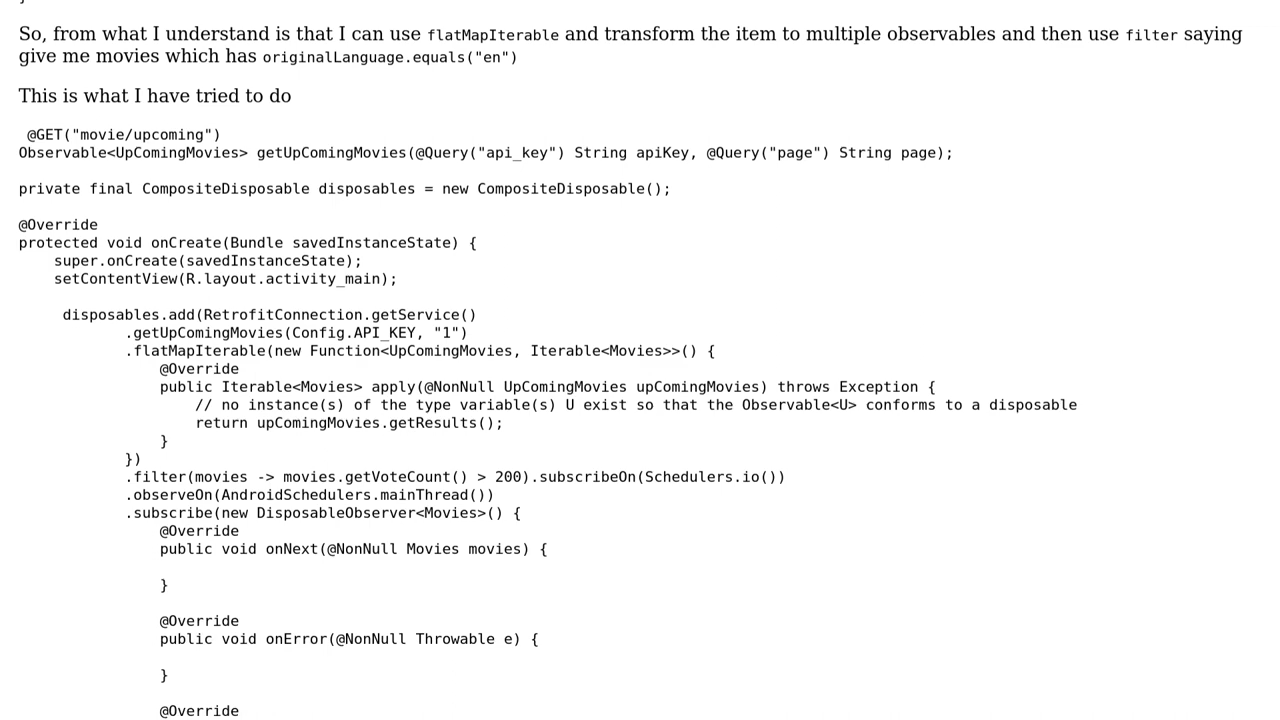 So, from what I understand is that I can use flatMapIterable and transform the item to multiple observables and then use filter saying
give me movies which has originalLanguage.equals("en")
This is what I have tried to do
@GET("movie/upcoming")
Observable<UpComingMovies> getUpComingMovies(@Query("api_key") String apiKey, @Query("page") String page);
private final CompositeDisposable disposables = new CompositeDisposable();
@Override
protected void onCreate(Bundle savedInstanceState) {
    super.onCreate(savedInstanceState);
    setContentView(R.layout.activity_main);
     disposables.add(RetrofitConnection.getService()
            .getUpComingMovies(Config.API_KEY, "1")
            .flatMapIterable(new Function<UpComingMovies, Iterable<Movies>>() {
                @Override
                public Iterable<Movies> apply(@NonNull UpComingMovies upComingMovies) throws Exception {
                    // no instance(s) of the type variable(s) U exist so that the Observable<U> conforms to a disposable
                    return upComingMovies.getResults();
                }
            })
            .filter(movies -> movies.getVoteCount() > 200).subscribeOn(Schedulers.io())
            .observeOn(AndroidSchedulers.mainThread())
            .subscribe(new DisposableObserver<Movies>() {
                @Override
                public void onNext(@NonNull Movies movies) {
                }
                @Override
                public void onError(@NonNull Throwable e) {
                }
                @Override